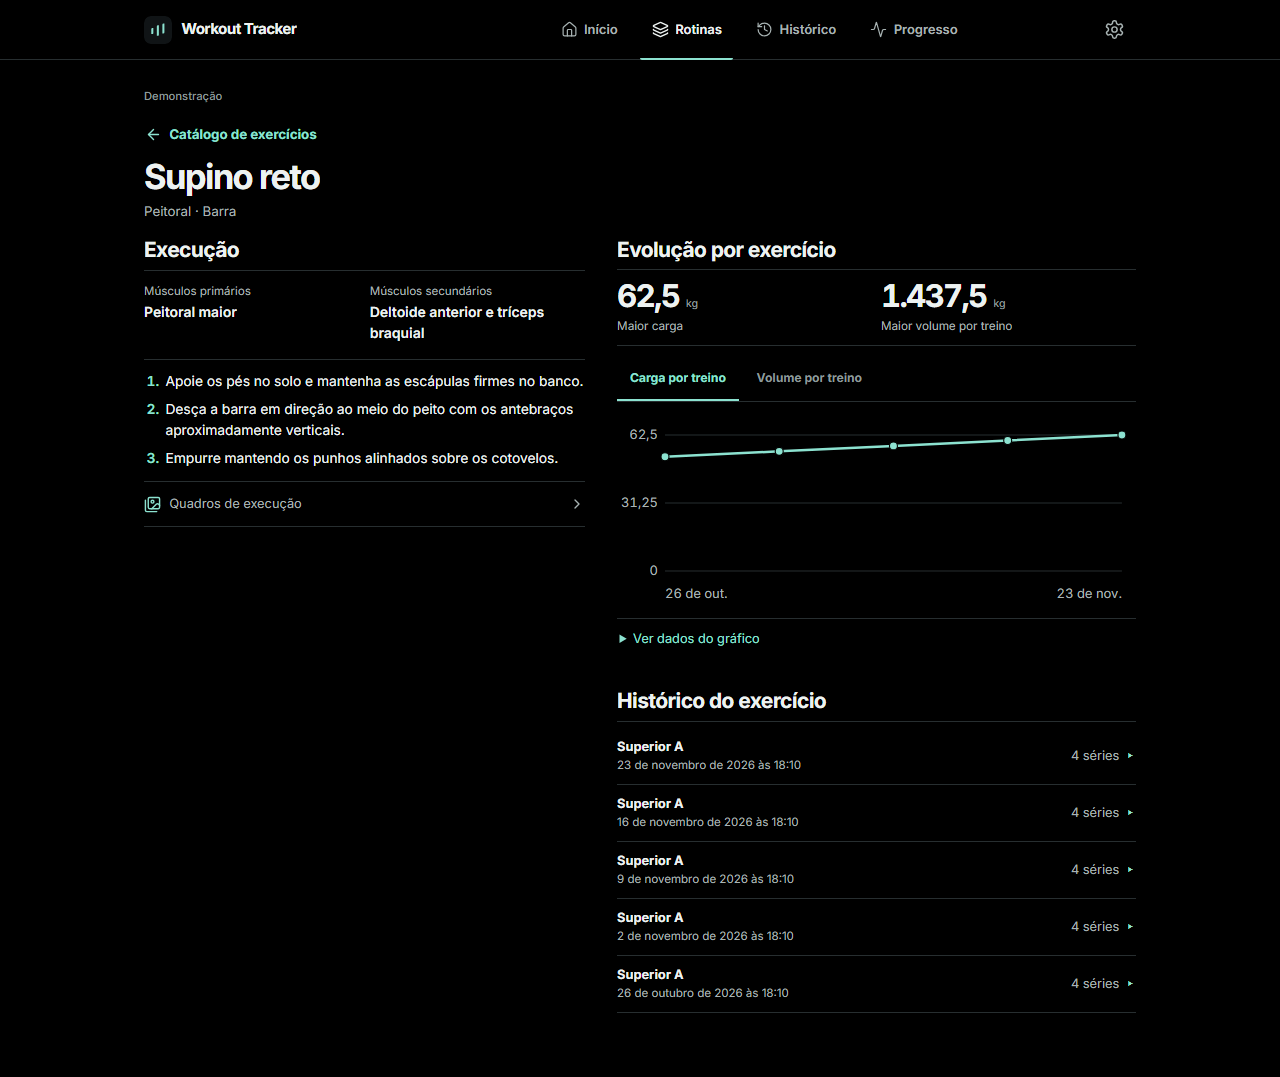 Workout Tracker
Início
Rotinas
Histórico
Progresso
Demonstração
Catálogo de exercícios
Supino reto
Peitoral · Barra
Execução
Músculos primários
Peitoral maior
Músculos secundários
Deltoide anterior e tríceps
braquial
1. Apoie os pés no solo e mantenha as escápulas firmes no banco.
2. Desça a barra em direção ao meio do peito com os antebraços
aproximadamente verticais.
3. Empurre mantendo os punhos alinhados sobre os cotovelos.
Quadros de execução
Evolução por exercício
62,5 kg
Maior carga
1.437,5 kg
Maior volume por treino
Carga por treino
Volume por treino
62,5
31,25
0
26 de out.
23 de nov.
Ver dados do gráfico
Histórico do exercício
Superior A
23 de novembro de 2026 às 18:10
4 séries
Superior A
16 de novembro de 2026 às 18:10
4 séries
Superior A
9 de novembro de 2026 às 18:10
4 séries
Superior A
2 de novembro de 2026 às 18:10
4 séries
Superior A
26 de outubro de 2026 às 18:10
4 séries